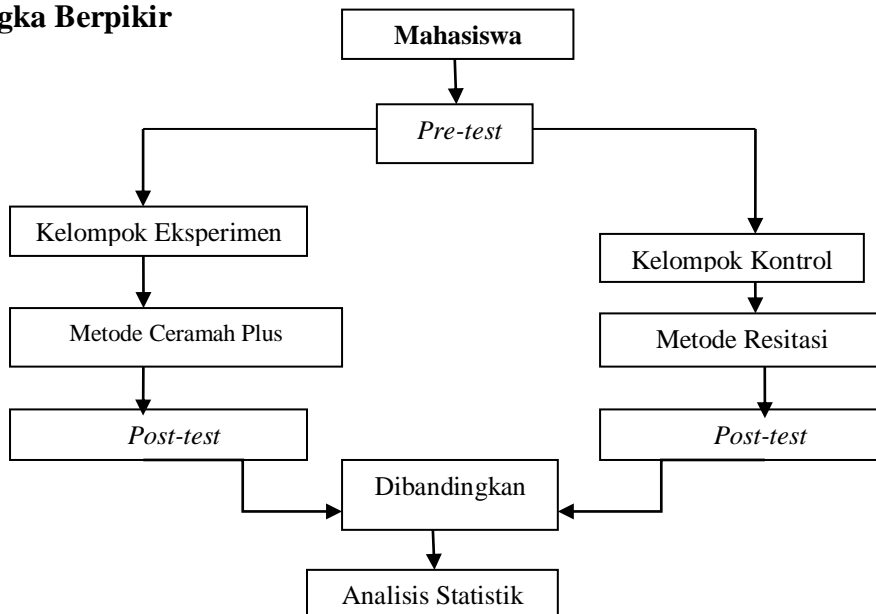 gka Berpikir
Mahasiswa
Pre-test
Kelompok Eksperimen
Kelompok Kontrol
Metode Ceramah Plus
Metode Resitasi
Post-test
Post-test
Dibandingkan
Analisis Statistik